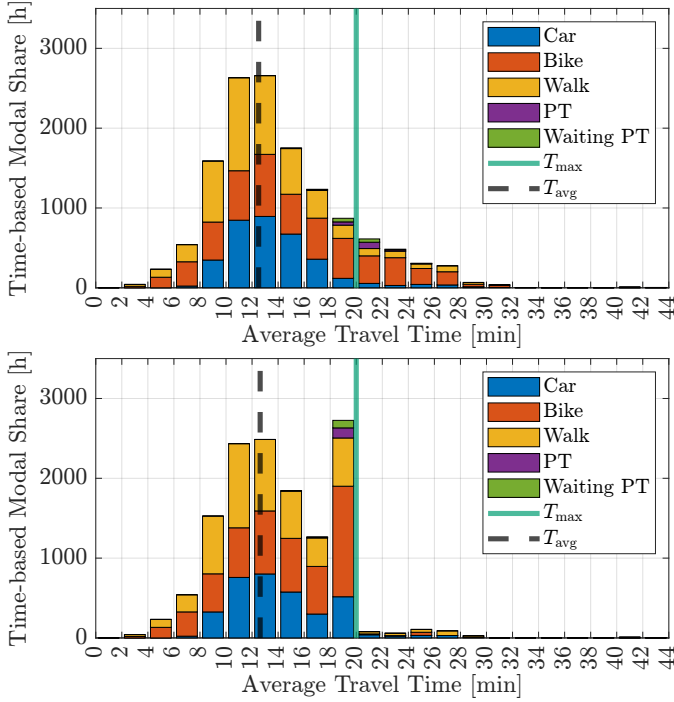 Time-based Modal Share [h]
3000
2000
1000
0
Car
Bike
Walk
PT
Waiting PT
T_max
T_avg
0 2 4 6 8 10 12 14 16 18 20 22 24 26 28 30 32 34 36 38 40 42 44
Average Travel Time [min]
Time-based Modal Share [h]
3000
2000
1000
0
Car
Bike
Walk
PT
Waiting PT
T_max
T_avg
0 2 4 6 8 10 12 14 16 18 20 22 24 26 28 30 32 34 36 38 40 42 44
Average Travel Time [min]